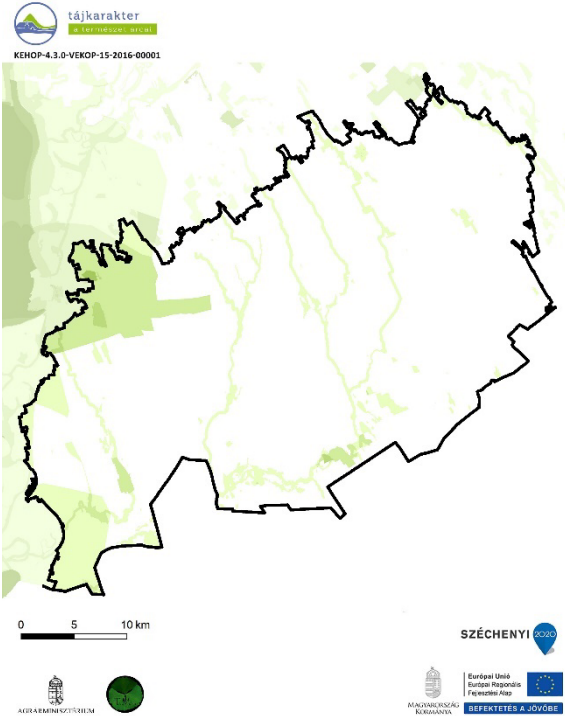 tájkarakter
a természet arcai
KEHOP-4.3.0-VEKOP-15-2016-00001
0 5 10 km
SZÉCHENYI 2020
AGRÁRMINISZTÉRIUM
MAGYARORSZÁG
KORMÁNYA
Európai Unió
Európai Regionális
Fejlesztési Alap
BEFEKTETÉS A JÖVŐBE